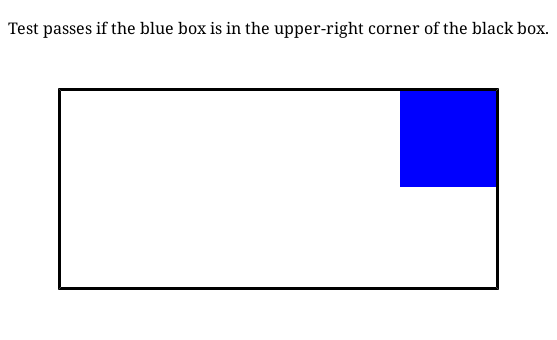 Test passes if the blue box is in the upper-right corner of the black box.